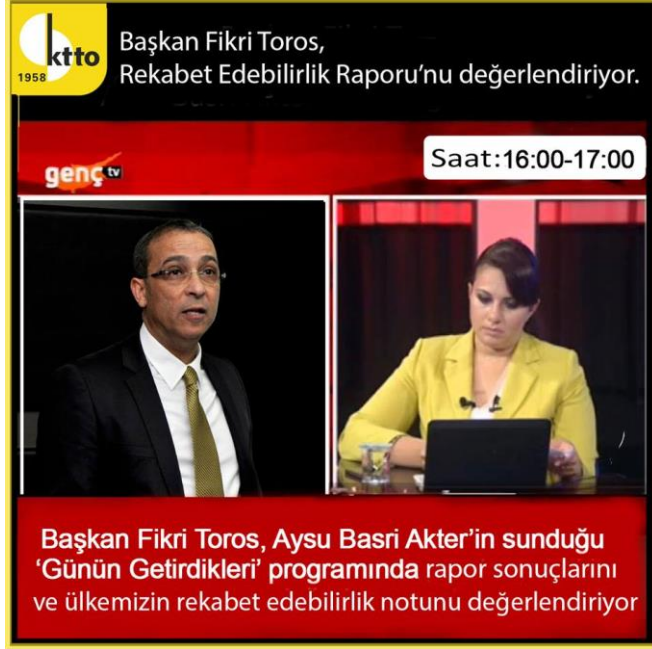 ktto
1958
Başkan Fikri Toros,
Rekabet Edebilirlik Raporu'nu değerlendiriyor.
genç tv
Saat:16:00-17:00
Başkan Fikri Toros, Aysu Basri Akter'in sunduğu
'Günün Getirdikleri' programında rapor sonuçlarını
ve ülkemizin rekabet edebilirlik notunu değerlendiriyor